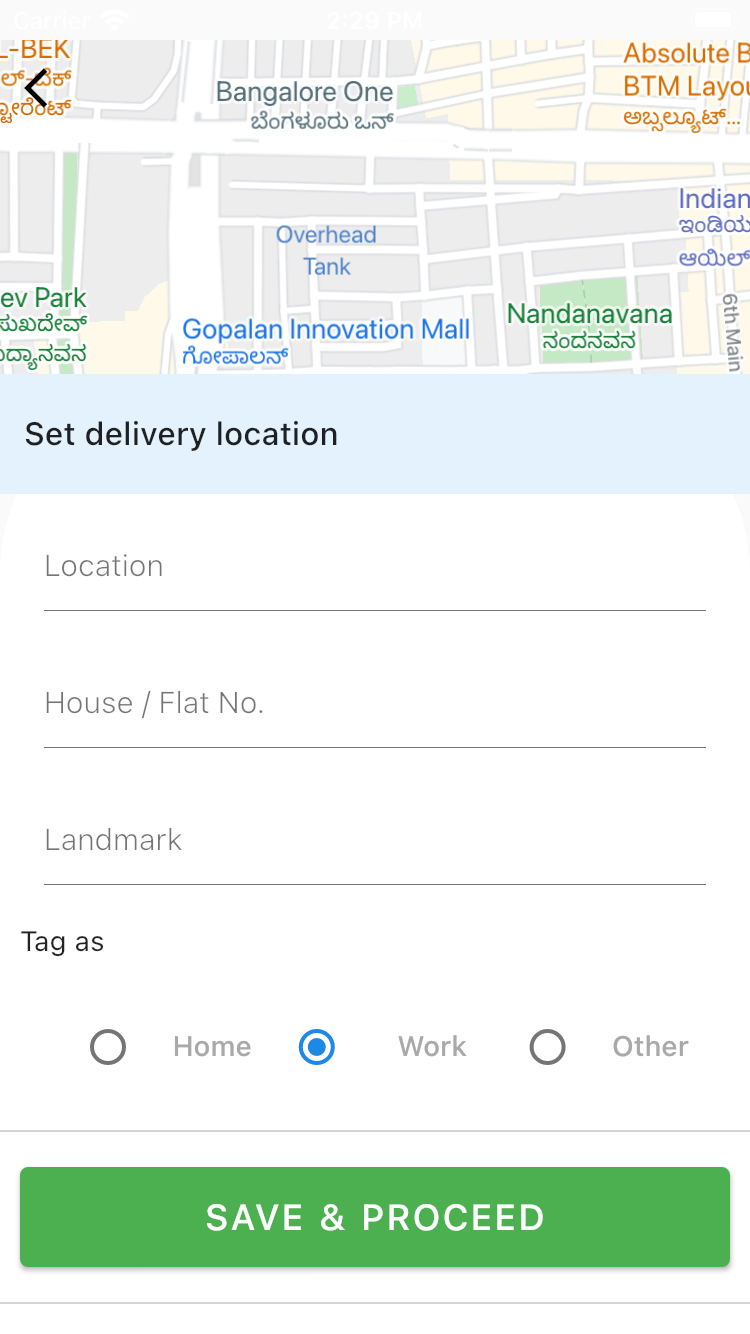 Carrier
2:29 PM
L-BEK
ಲ್-ಬೆಕ್
ಸ್ಟೋರೆಂಟ್
Bangalore One
ಬೆಂಗಳೂರು ಒನ್
Absolute B
BTM Layou
ಅಬ್ಸಲ್ಯೂಟ್...
Overhead
Tank
Indian
ಇಂಡಿಯ
ಆಯಿಲ್
ev Park
ಸುಖದೇವ್
ದ್ಯಾನವನ
Gopalan Innovation Mall
ಗೋಪಾಲನ್
Nandanavana
ನಂದನವನ
6th Main
Set delivery location
Location
House / Flat No.
Landmark
Tag as
Home Work Other
SAVE & PROCEED